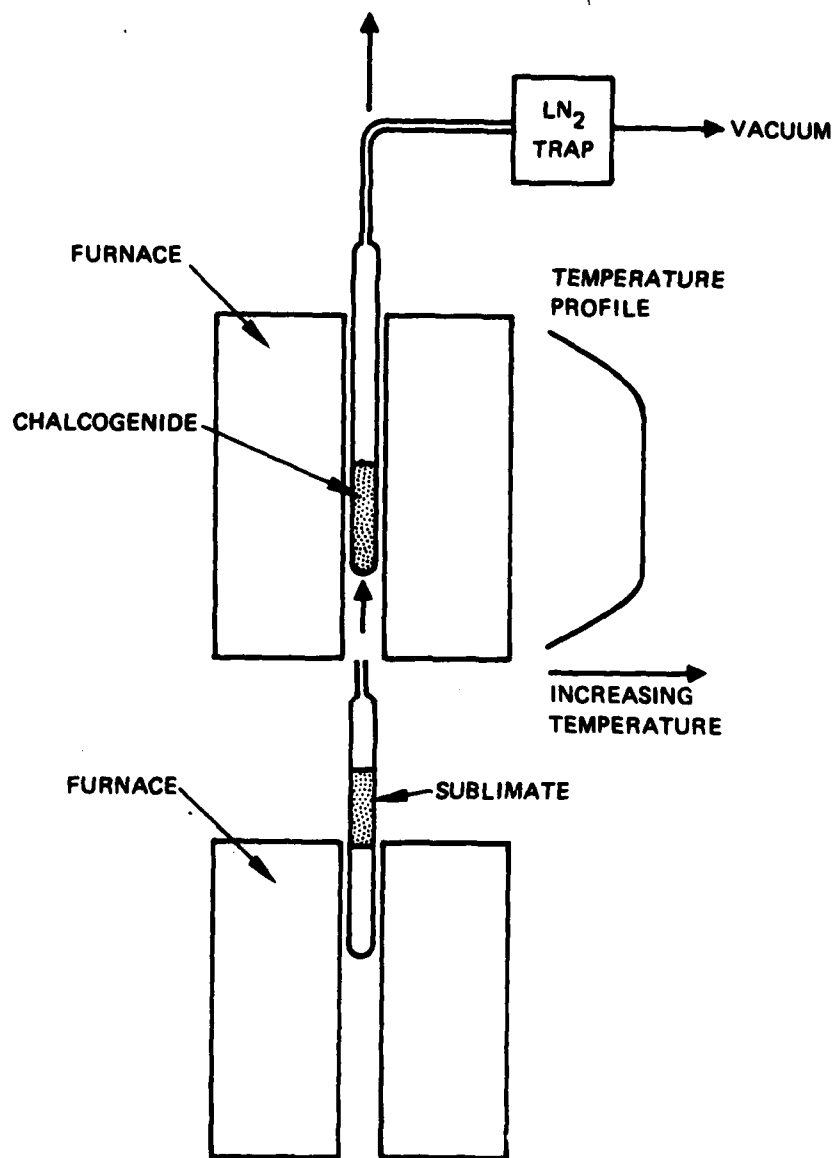 LN2
TRAP
VACUUM
FURNACE
TEMPERATURE
PROFILE
CHALCOGENIDE
INCREASING
TEMPERATURE
FURNACE
SUBLIMATE